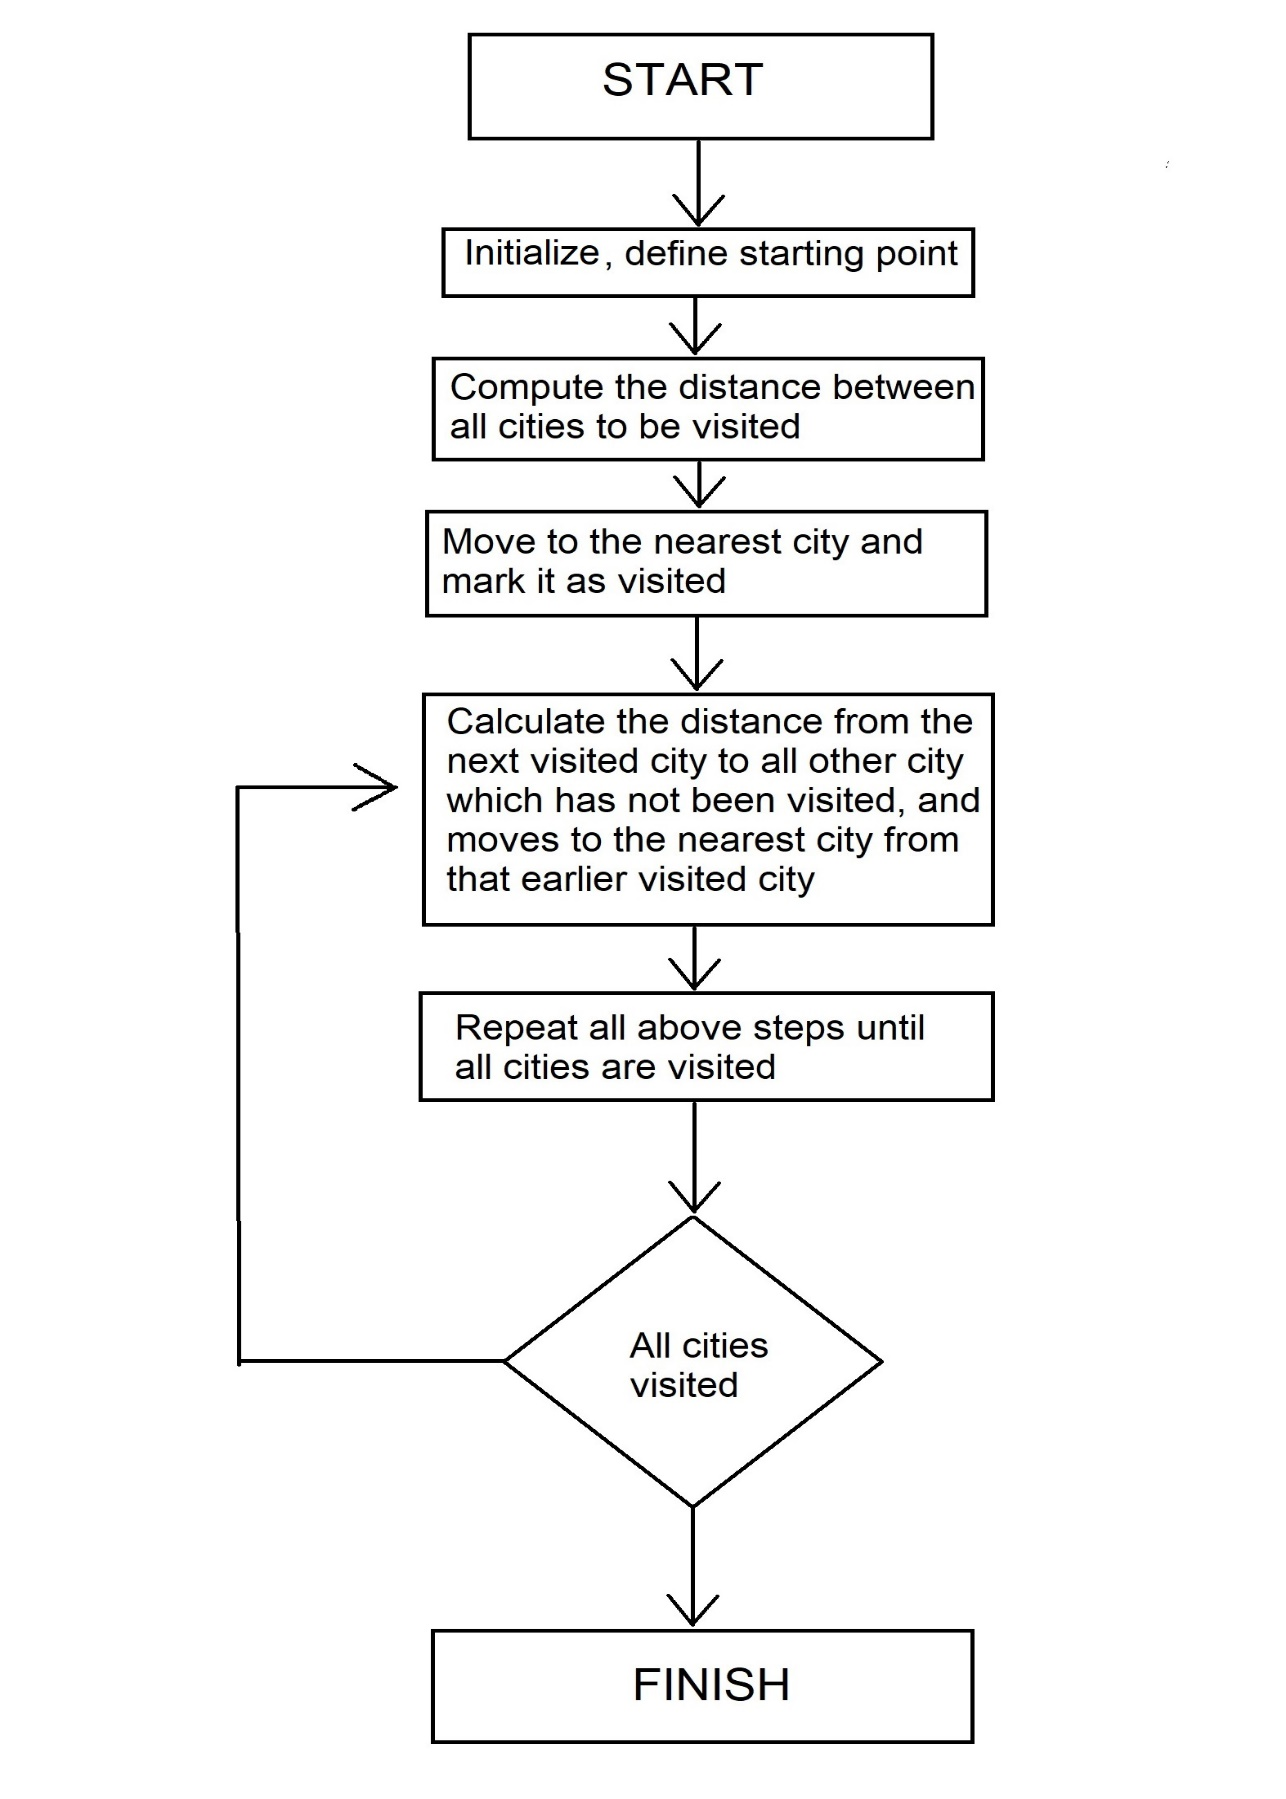 START
Initialize, define starting point
Compute the distance between
all cities to be visited
Move to the nearest city and
mark it as visited
Calculate the distance from the
next visited city to all other city
which has not been visited, and
moves to the nearest city from
that earlier visited city
Repeat all above steps until
all cities are visited
All cities
visited
FINISH